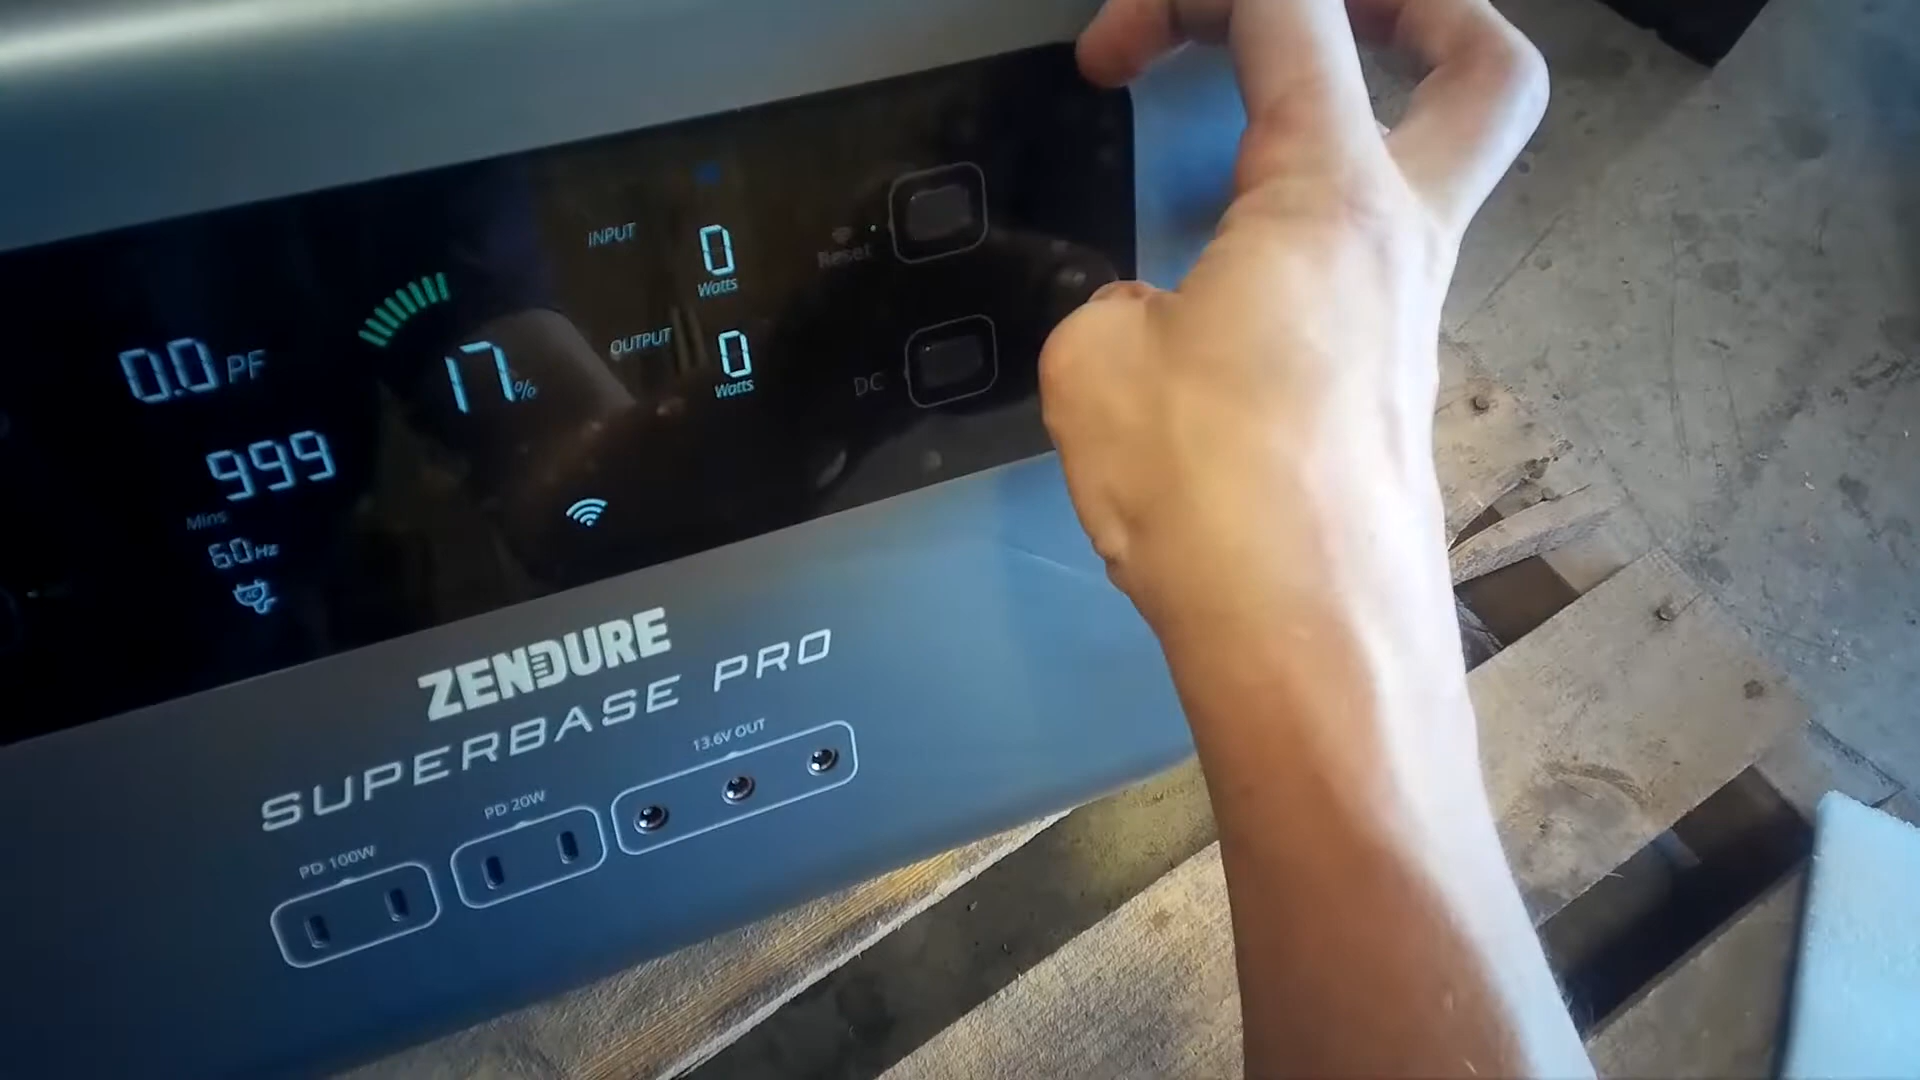 INPUT
0
Watts
Reset
0.0 PF
17%
OUTPUT
0
Watts
DC
999
Mins
60Hz
AC
ZENDURE
SUPERBASE PRO
13.6V OUT
PD 20W
PD 100W